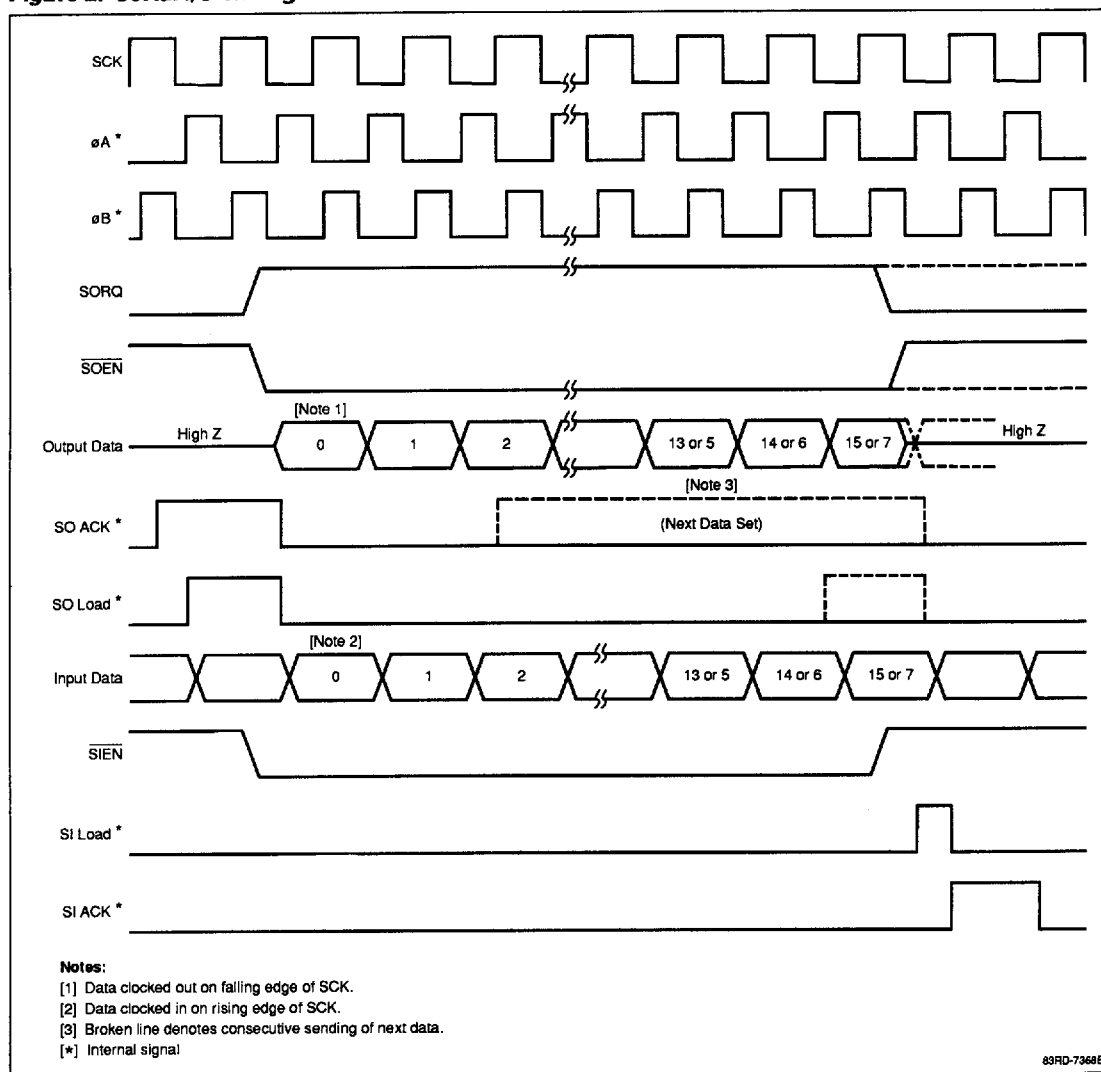 SCK
øA *
øB *
SORQ
SOEN
[Note 1]
Output Data High Z 0 1 2 13 or 5 14 or 6 15 or 7 High Z
[Note 3]
SO ACK * (Next Data Set)
SO Load *
[Note 2]
Input Data 0 1 2 13 or 5 14 or 6 15 or 7
SIEN
SI Load *
SI ACK *
Notes:
[1] Data clocked out on falling edge of SCK.
[2] Data clocked in on rising edge of SCK.
[3] Broken line denotes consecutive sending of next data.
[*] Internal signal